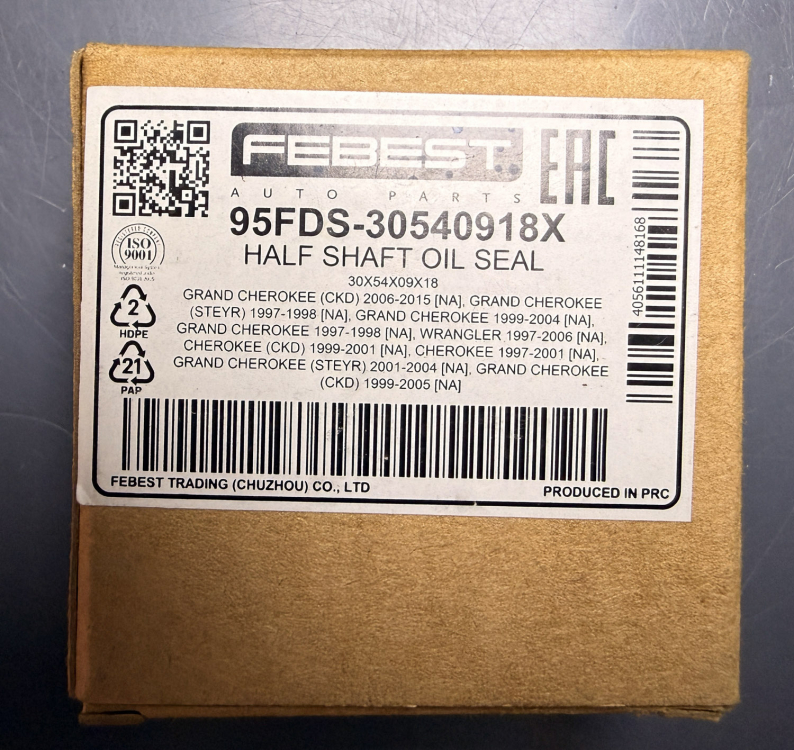 FEBEST
AUTO PARTS
EAC
95FDS-30540918X
HALF SHAFT OIL SEAL
30X54X09X18
GRAND CHEROKEE (CKD) 2006-2015 [NA], GRAND CHEROKEE
(STEYR) 1997-1998 [NA], GRAND CHEROKEE 1999-2004 [NA],
GRAND CHEROKEE 1997-1998 [NA], WRANGLER 1997-2006 [NA],
CHEROKEE (CKD) 1999-2001 [NA], CHEROKEE 1997-2001 [NA],
GRAND CHEROKEE (STEYR) 2001-2004 [NA], GRAND CHEROKEE
(CKD) 1999-2005 [NA]
ISO
9001
2
HDPE
21
PAP
4056111148168
FEBEST TRADING (CHUZHOU) CO., LTD
PRODUCED IN PRC